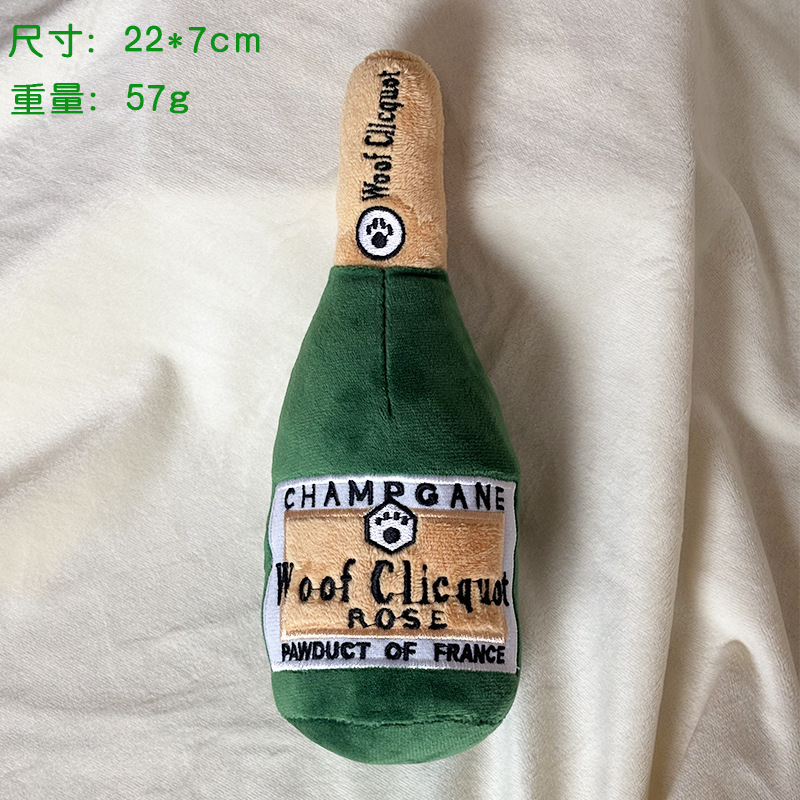 尺寸: 22*7cm
重量: 57g
Woof Clicquot
CHAMPGANE
Woof Clicquot
ROSE
PAWDUCT OF FRANCE